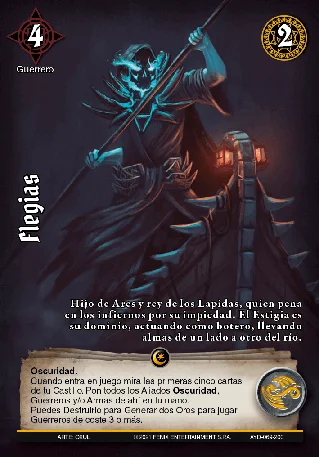 4
2
Guerrero
Flegias
Hijo de Ares y rey de los Lapidas, quien pena
en los infiernos por su impiedad. El Estigia es
su dominio, actuando como botero, llevando
almas de un lado a otro del río.
Oscuridad.
Cuando entra en juego mira las primeras cinco cartas
de tu Castillo. Pon todos los Aliados Oscuridad,
Guerreros y/o Armas de ahí en tu mano.
Puedes Destruirlo para Generar dos Oros para jugar
Guerreros de coste 3 o más.
ENTERTAINMENT S.P.A.